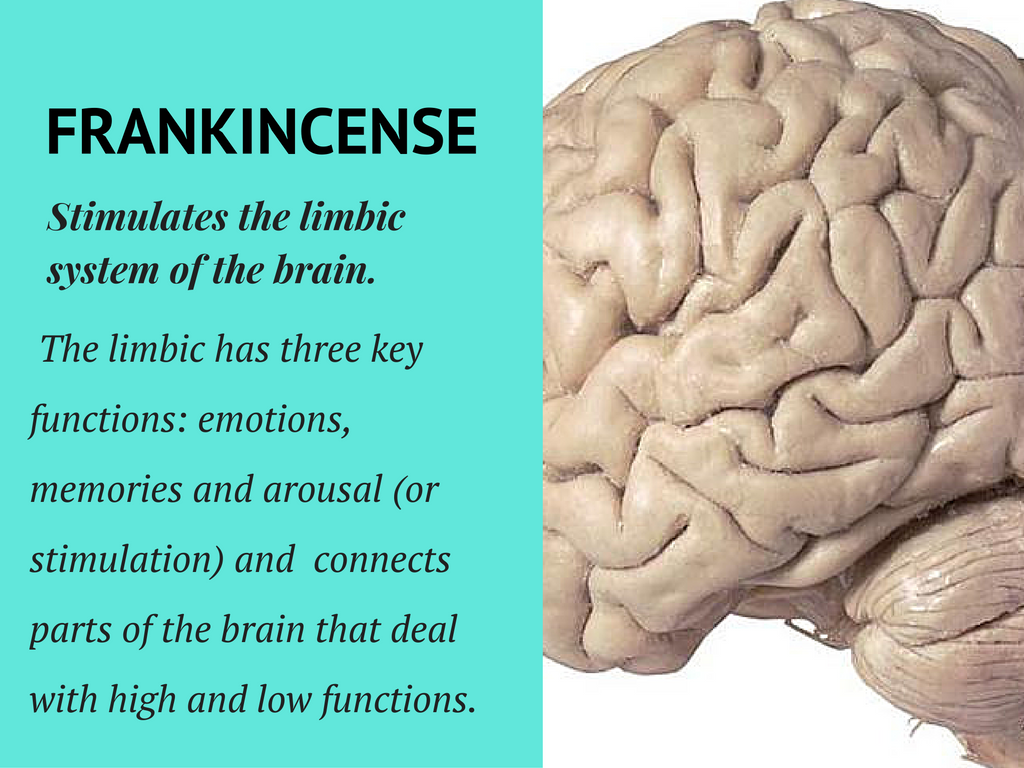 FRANKINCENSE
Stimulates the limbic
system of the brain.
The limbic has three key
functions: emotions,
memories and arousal (or
stimulation) and  connects
parts of the brain that deal
with high and low functions.